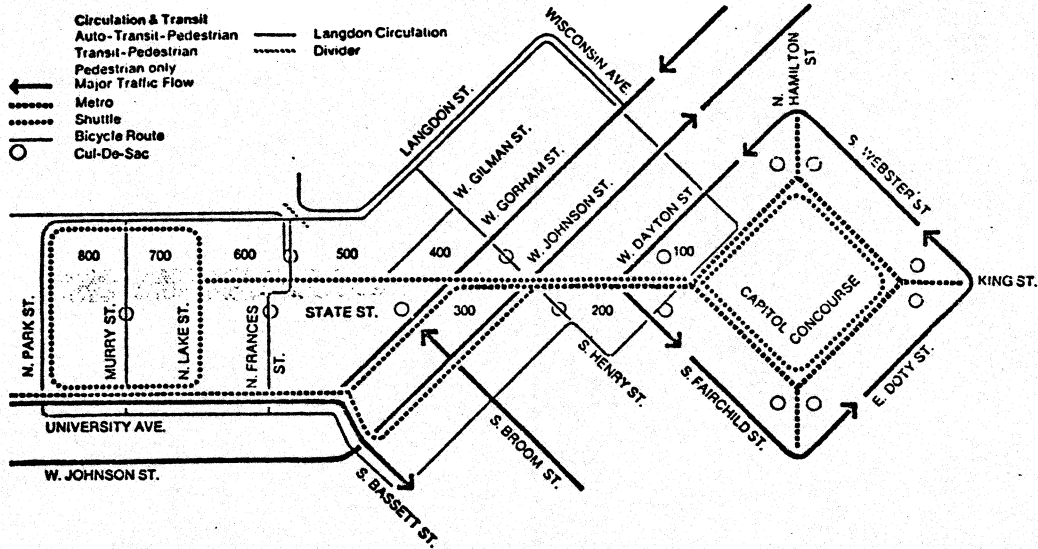 Circulation & Transit
Auto-Transit-Pedestrian
Transit-Pedestrian
Pedestrian only
Major Traffic Flow
Metro
Shuttle
Bicycle Route
Cul-De-Sac
Langdon Circulation
Divider
WISCONSIN AVE.
N. HAMILTON ST
LANGDON ST.
W. GILMAN ST.
W. GORHAM ST.
W. JOHNSON ST.
W. DAYTON ST.
S. WEBSTER ST
800
700
600
500
400
100
KING ST.
CAPITOL CONCOURSE
N. PARK ST.
MURRY ST.
N. LAKE ST.
N. FRANCES ST.
STATE ST.
300
200
S. HENRY ST.
S. FAIRCHILD ST.
E. DOTY ST.
UNIVERSITY AVE.
S. BROOM ST.
W. JOHNSON ST.
S. BASSETT ST.